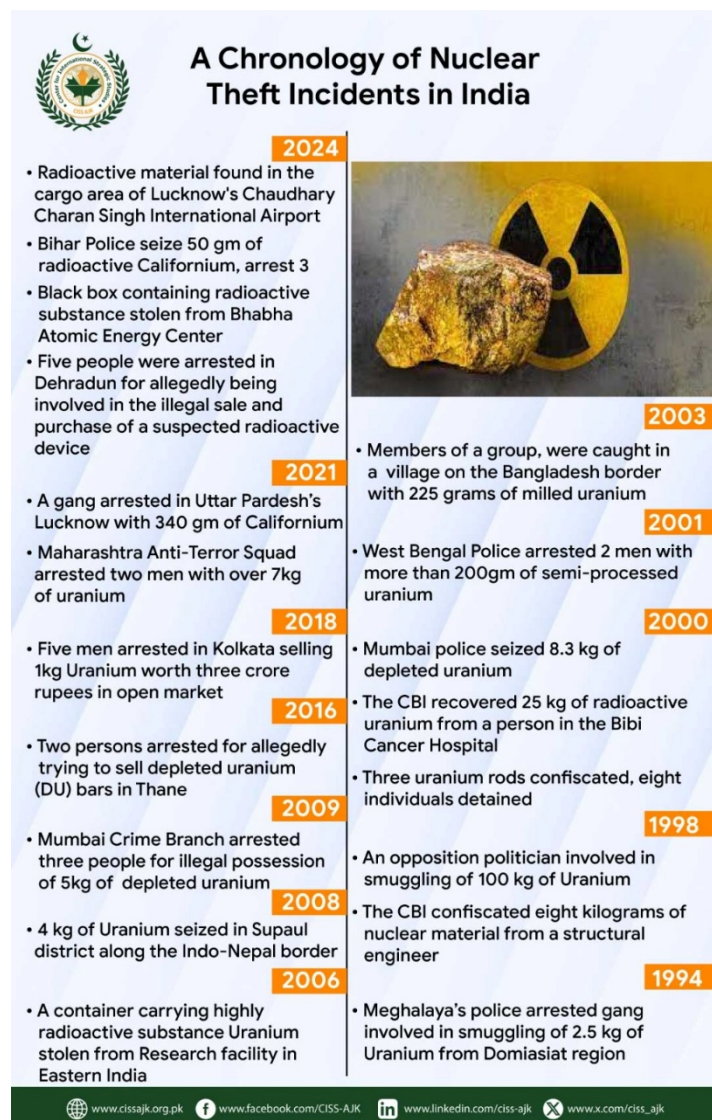 A Chronology of Nuclear
Theft Incidents in India
2024
• Radioactive material found in the
cargo area of Lucknow's Chaudhary
Charan Singh International Airport
• Bihar Police seize 50 gm of
radioactive Californium, arrest 3
• Black box containing radioactive
substance stolen from Bhabha
Atomic Energy Center
• Five people were arrested in
Dehradun for allegedly being
involved in the illegal sale and
purchase of a suspected radioactive
device
2021
• A gang arrested in Uttar Pardesh's
Lucknow with 340 gm of Californium
• Maharashtra Anti-Terror Squad
arrested two men with over 7kg
of uranium
2018
• Five men arrested in Kolkata selling
1kg Uranium worth three crore
rupees in open market
2016
• Two persons arrested for allegedly
trying to sell depleted uranium
(DU) bars in Thane
2009
• Mumbai Crime Branch arrested
three people for illegal possession
of 5kg of depleted uranium
2008
• 4 kg of Uranium seized in Supaul
district along the Indo-Nepal border
2006
• A container carrying highly
radioactive substance Uranium
stolen from Research facility in
Eastern India
2003
• Members of a group, were caught in
a village on the Bangladesh border
with 225 grams of milled uranium
2001
• West Bengal Police arrested 2 men with
more than 200gm of semi-processed
uranium
2000
• Mumbai police seized 8.3 kg of
depleted uranium
• The CBI recovered 25 kg of radioactive
uranium from a person in the Bibi
Cancer Hospital
• Three uranium rods confiscated, eight
individuals detained
1998
• An opposition politician involved in
smuggling of 100 kg of Uranium
• The CBI confiscated eight kilograms of
nuclear material from a structural
engineer
1994
• Meghalaya's police arrested gang
involved in smuggling of 2.5 kg of
Uranium from Domiasiat region
www.cissajk.org.pk www.facebook.com/CISS-AJK www.linkedin.com/ciss-ajk www.x.com/ciss_ajk